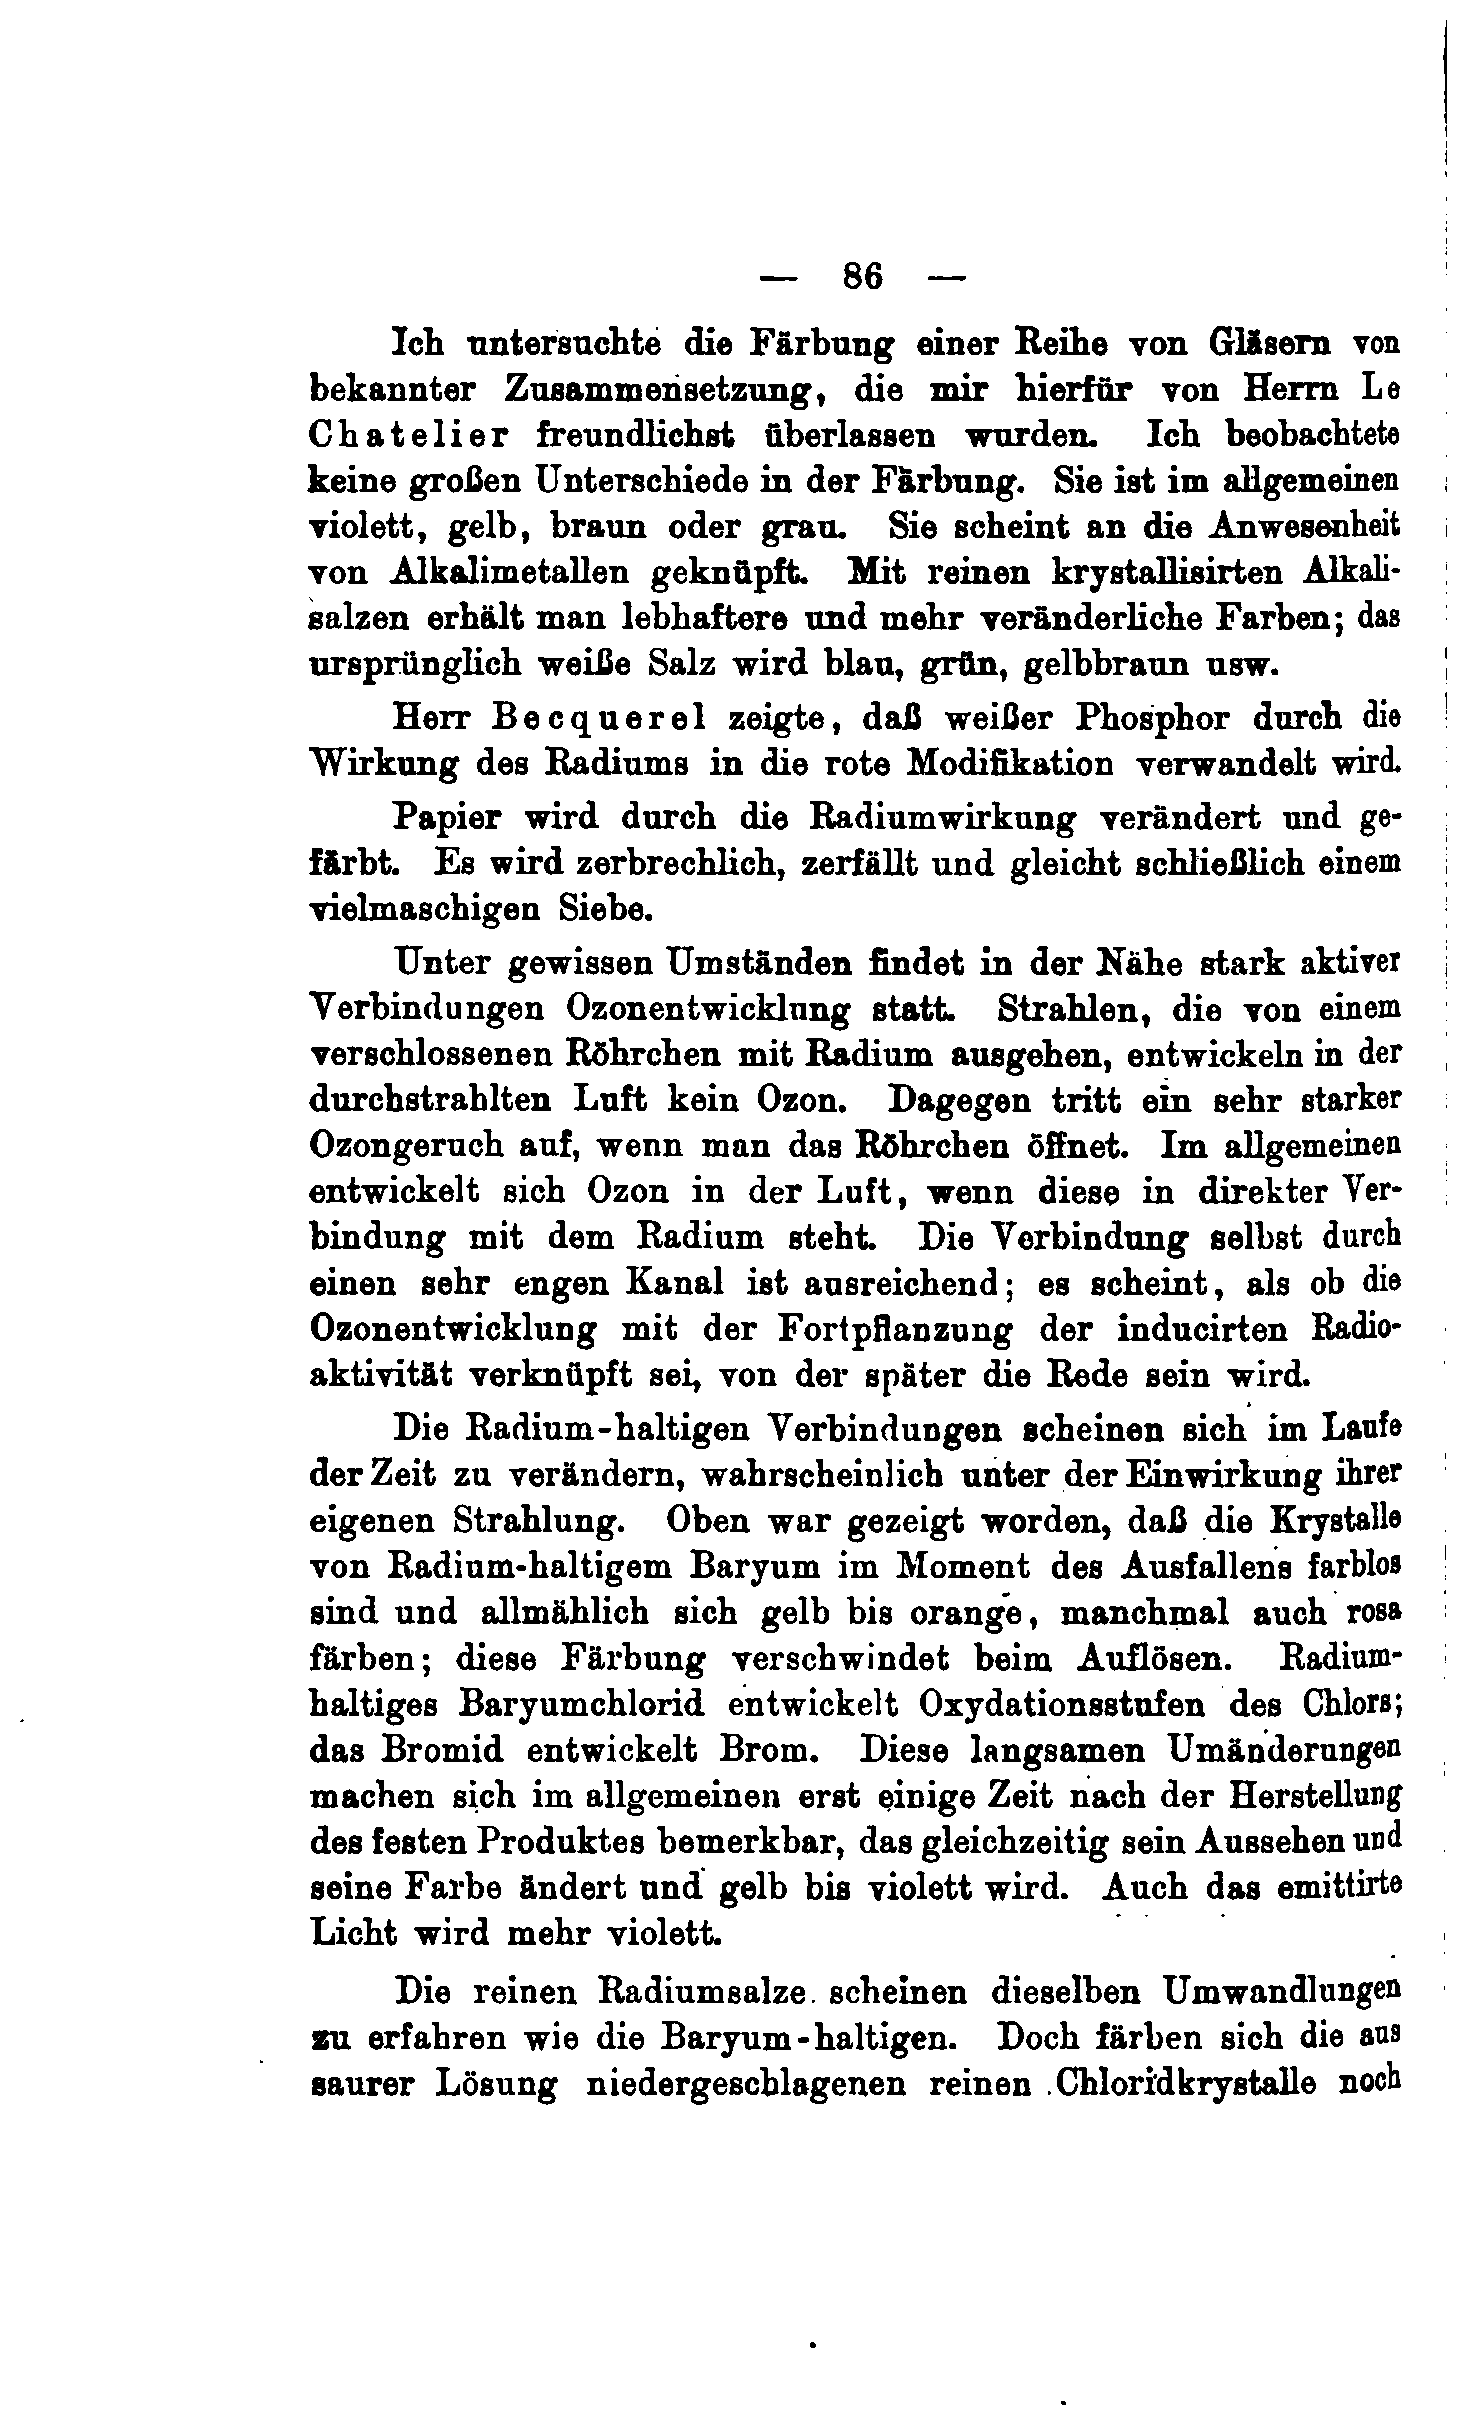 — 86 —
Ich untersuchte die Färbung einer Reihe von Gläsern von
bekannter Zusammensetzung, die mir hierfür von Herrn Le
Chatelier freundlichst überlassen wurden. Ich beobachtete
keine großen Unterschiede in der Färbung. Sie ist im allgemeinen
violett, gelb, braun oder grau. Sie scheint an die Anwesenheit
von Alkalimetallen geknüpft. Mit reinen krystallisirten Alkali-
salzen erhält man lebhaftere und mehr veränderliche Farben; das
ursprünglich weiße Salz wird blau, grün, gelbbraun usw.
Herr Becquerel zeigte, daß weißer Phosphor durch die
Wirkung des Radiums in die rote Modifikation verwandelt wird.
Papier wird durch die Radiumwirkung verändert und ge-
färbt. Es wird zerbrechlich, zerfällt und gleicht schließlich einem
vielmaschigen Siebe.
Unter gewissen Umständen findet in der Nähe stark aktiver
Verbindungen Ozonentwicklung statt. Strahlen, die von einem
verschlossenen Röhrchen mit Radium ausgehen, entwickeln in der
durchstrahlten Luft kein Ozon. Dagegen tritt ein sehr starker
Ozongeruch auf, wenn man das Röhrchen öffnet. Im allgemeinen
entwickelt sich Ozon in der Luft, wenn diese in direkter Ver-
bindung mit dem Radium steht. Die Verbindung selbst durch
einen sehr engen Kanal ist ausreichend; es scheint, als ob die
Ozonentwicklung mit der Fortpflanzung der inducirten Radio-
aktivität verknüpft sei, von der später die Rede sein wird.
Die Radium-haltigen Verbindungen scheinen sich im Laufe
der Zeit zu verändern, wahrscheinlich unter der Einwirkung ihrer
eigenen Strahlung. Oben war gezeigt worden, daß die Krystalle
von Radium-haltigem Baryum im Moment des Ausfallens farblos
sind und allmählich sich gelb bis orange, manchmal auch rosa
färben; diese Färbung verschwindet beim Auflösen. Radium-
haltiges Baryumchlorid entwickelt Oxydationsstufen des Chlors;
das Bromid entwickelt Brom. Diese langsamen Umänderungen
machen sich im allgemeinen erst einige Zeit nach der Herstellung
des festen Produktes bemerkbar, das gleichzeitig sein Aussehen und
seine Farbe ändert und gelb bis violett wird. Auch das emittirte
Licht wird mehr violett.
Die reinen Radiumsalze scheinen dieselben Umwandlungen
zu erfahren wie die Baryum-haltigen. Doch färben sich die aus
saurer Lösung niedergeschlagenen reinen Chloridkrystalle noch